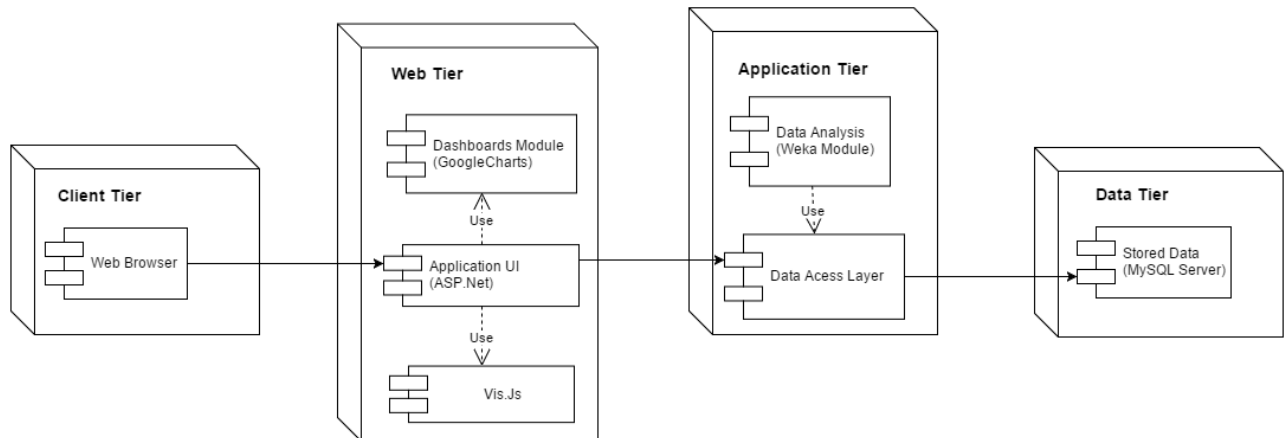 Client Tier
Web Browser
Web Tier
Dashboards Module
(GoogleCharts)
Use
Application UI
(ASP.Net)
Use
Vis.Js
Application Tier
Data Analysis
(Weka Module)
Use
Data Acess Layer
Data Tier
Stored Data
(MySQL Server)